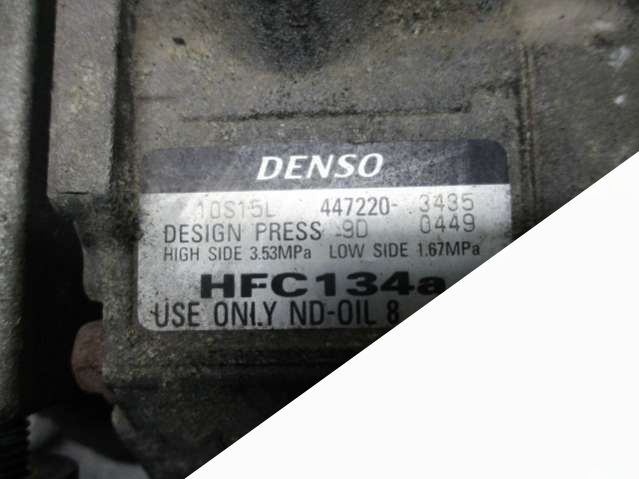 DENSO
10S15L 447220- 3435
DESIGN PRESS -9D 0449
HIGH SIDE 3.53MPa LOW SIDE 1.67MPa
HFC134a
USE ONLY ND-OIL 8